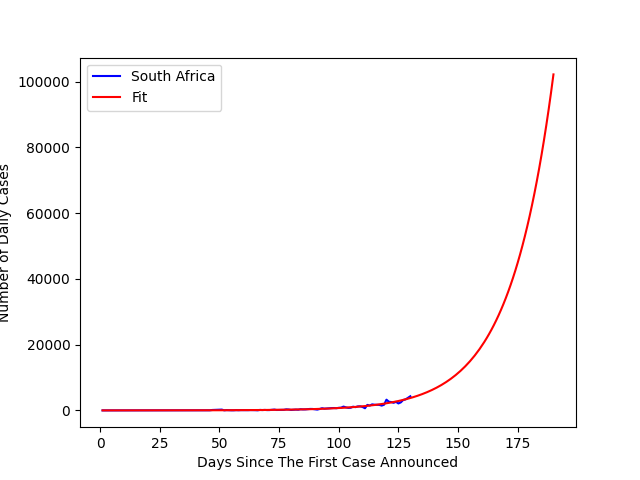 South Africa
Fit
100000
80000
60000
40000
20000
0
Number of Daily Cases
0 25 50 75 100 125 150 175
Days Since The First Case Announced